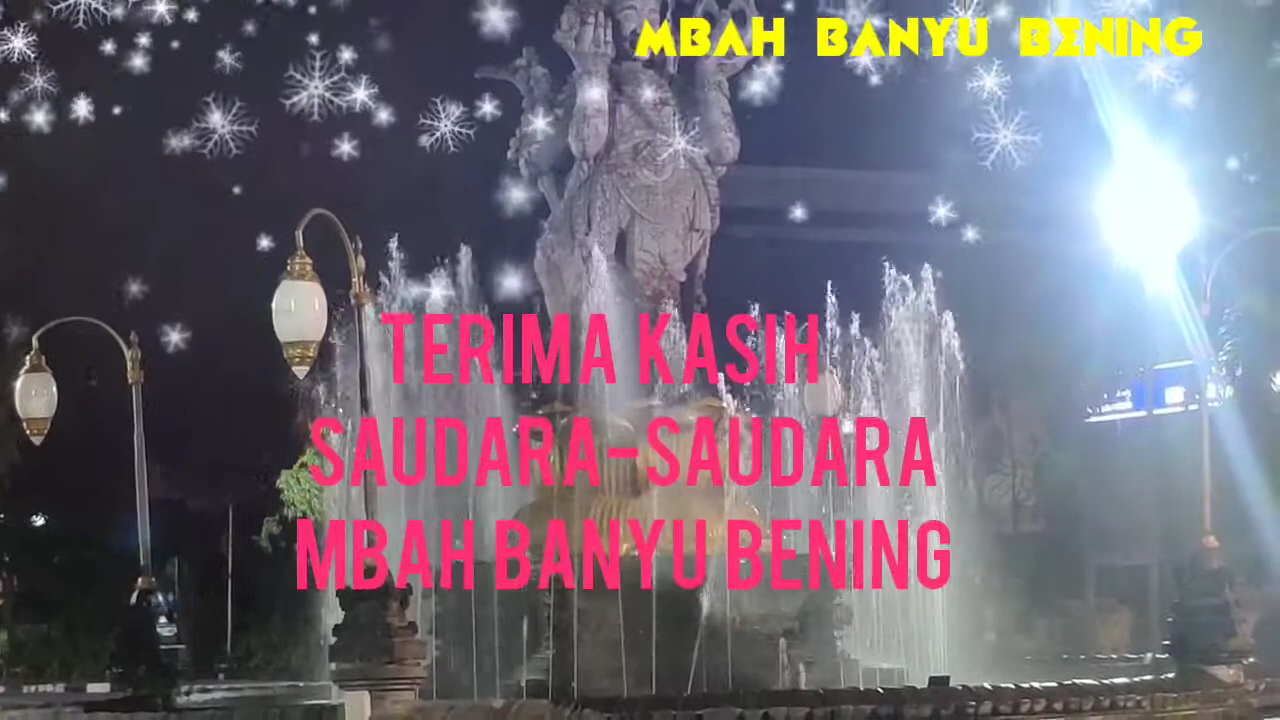 MBAH BANYU BENING
TERIMA KASIH
SAUDARA-SAUDARA
MBAH BANYU BENING